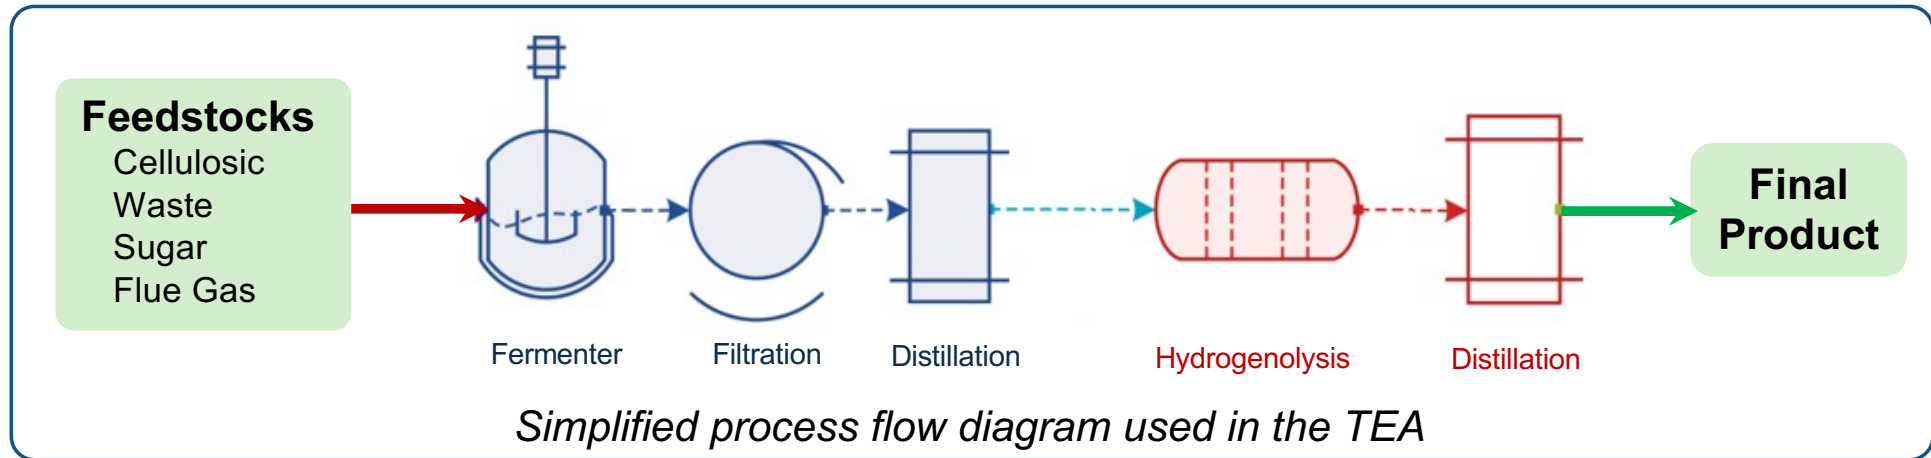 Feedstocks
Cellulosic
Waste
Sugar
Flue Gas
Fermenter
Filtration
Distillation
Hydrogenolysis
Distillation
Final
Product
Simplified process flow diagram used in the TEA